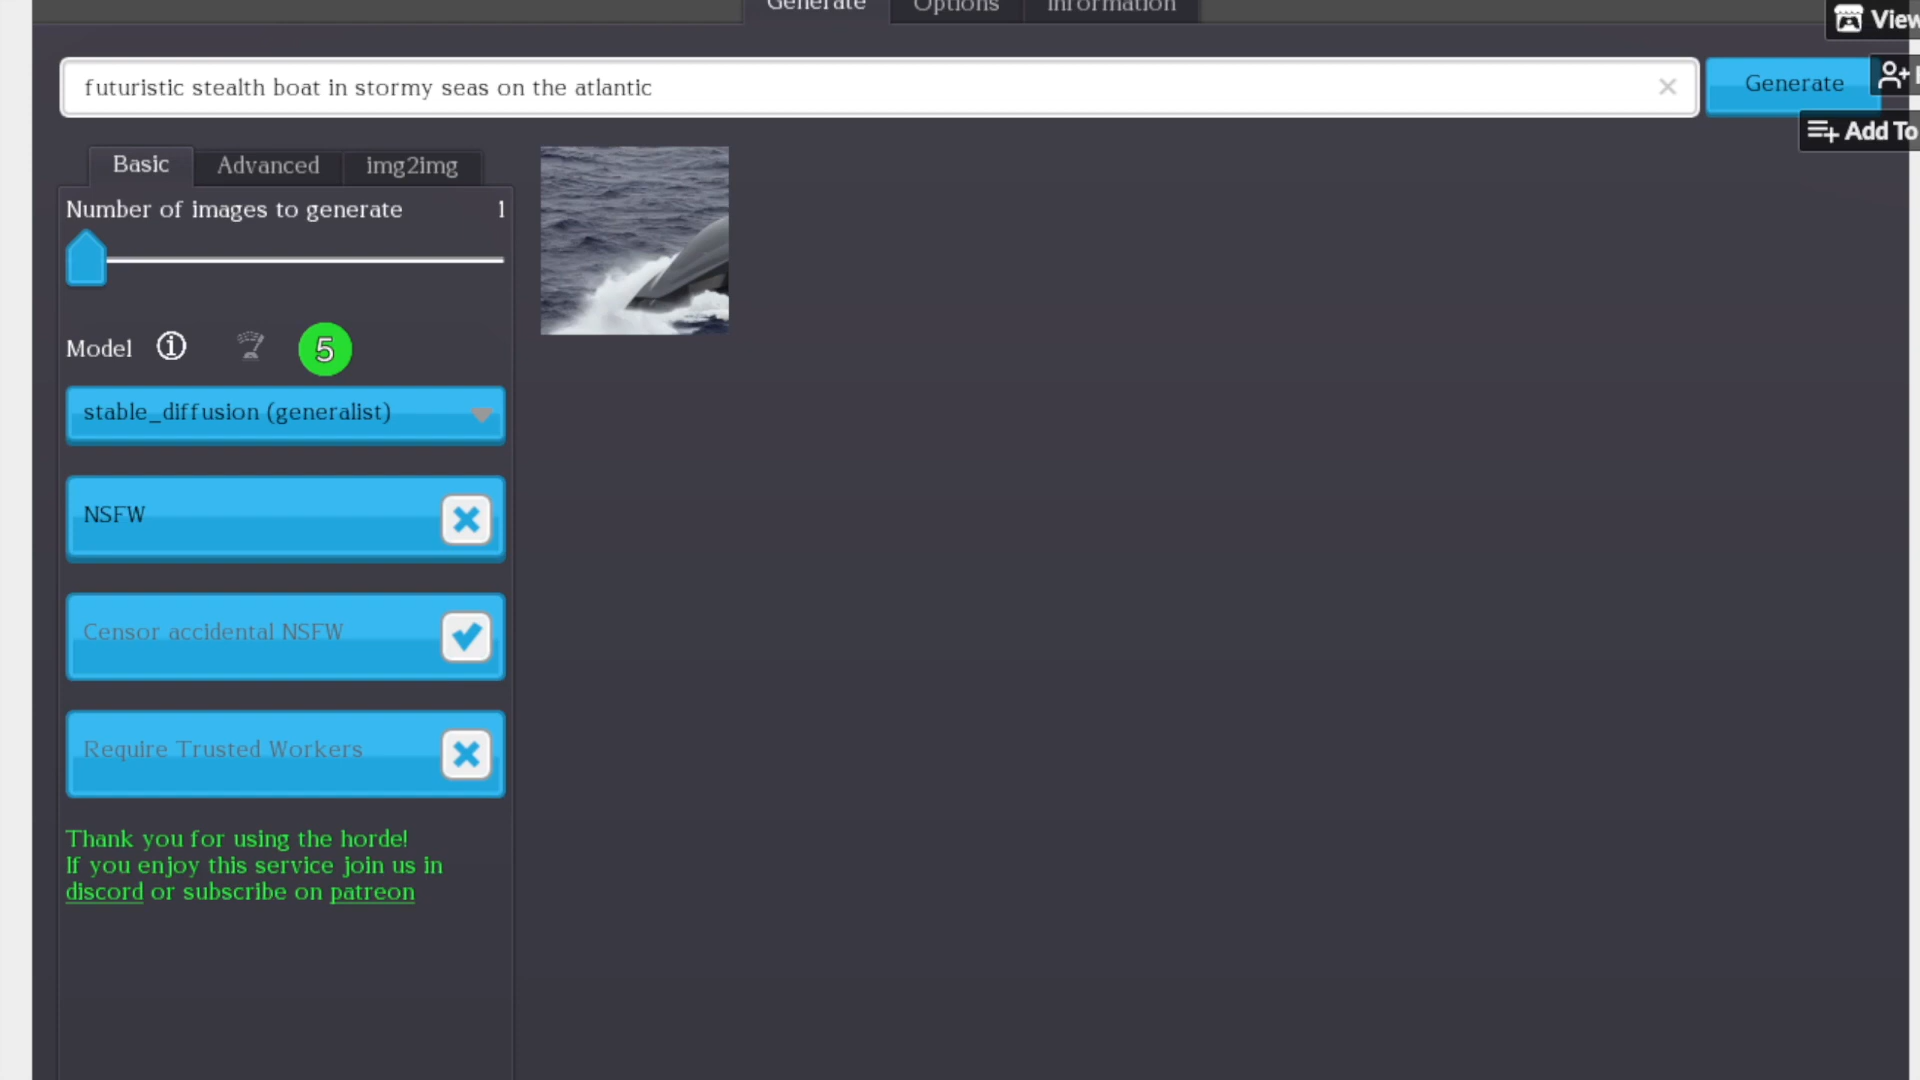 Generate Options Information
View
futuristic stealth boat in stormy seas on the atlantic
Generate
Add To
Basic Advanced img2img
Number of images to generate 1
Model 5
stable_diffusion (generalist)
NSFW
Censor accidental NSFW
Require Trusted Workers
Thank you for using the horde!
If you enjoy this service join us in
discord or subscribe on patreon